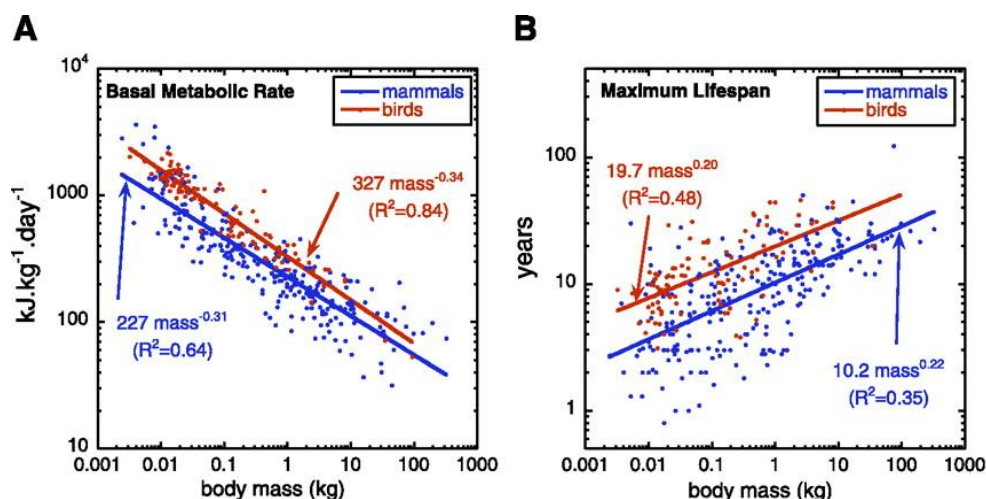 A
Basal Metabolic Rate
mammals
birds
10⁴
1000
100
10
kJ.kg⁻¹.day⁻¹
327 mass⁻⁰·³⁴
(R²=0.84)
227 mass⁻⁰·³¹
(R²=0.64)
0.001 0.01 0.1 1 10 100 1000
body mass (kg)
B
Maximum Lifespan
mammals
birds
100
10
1
years
19.7 mass⁰·²⁰
(R²=0.48)
10.2 mass⁰·²²
(R²=0.35)
0.001 0.01 0.1 1 10 100 1000
body mass (kg)